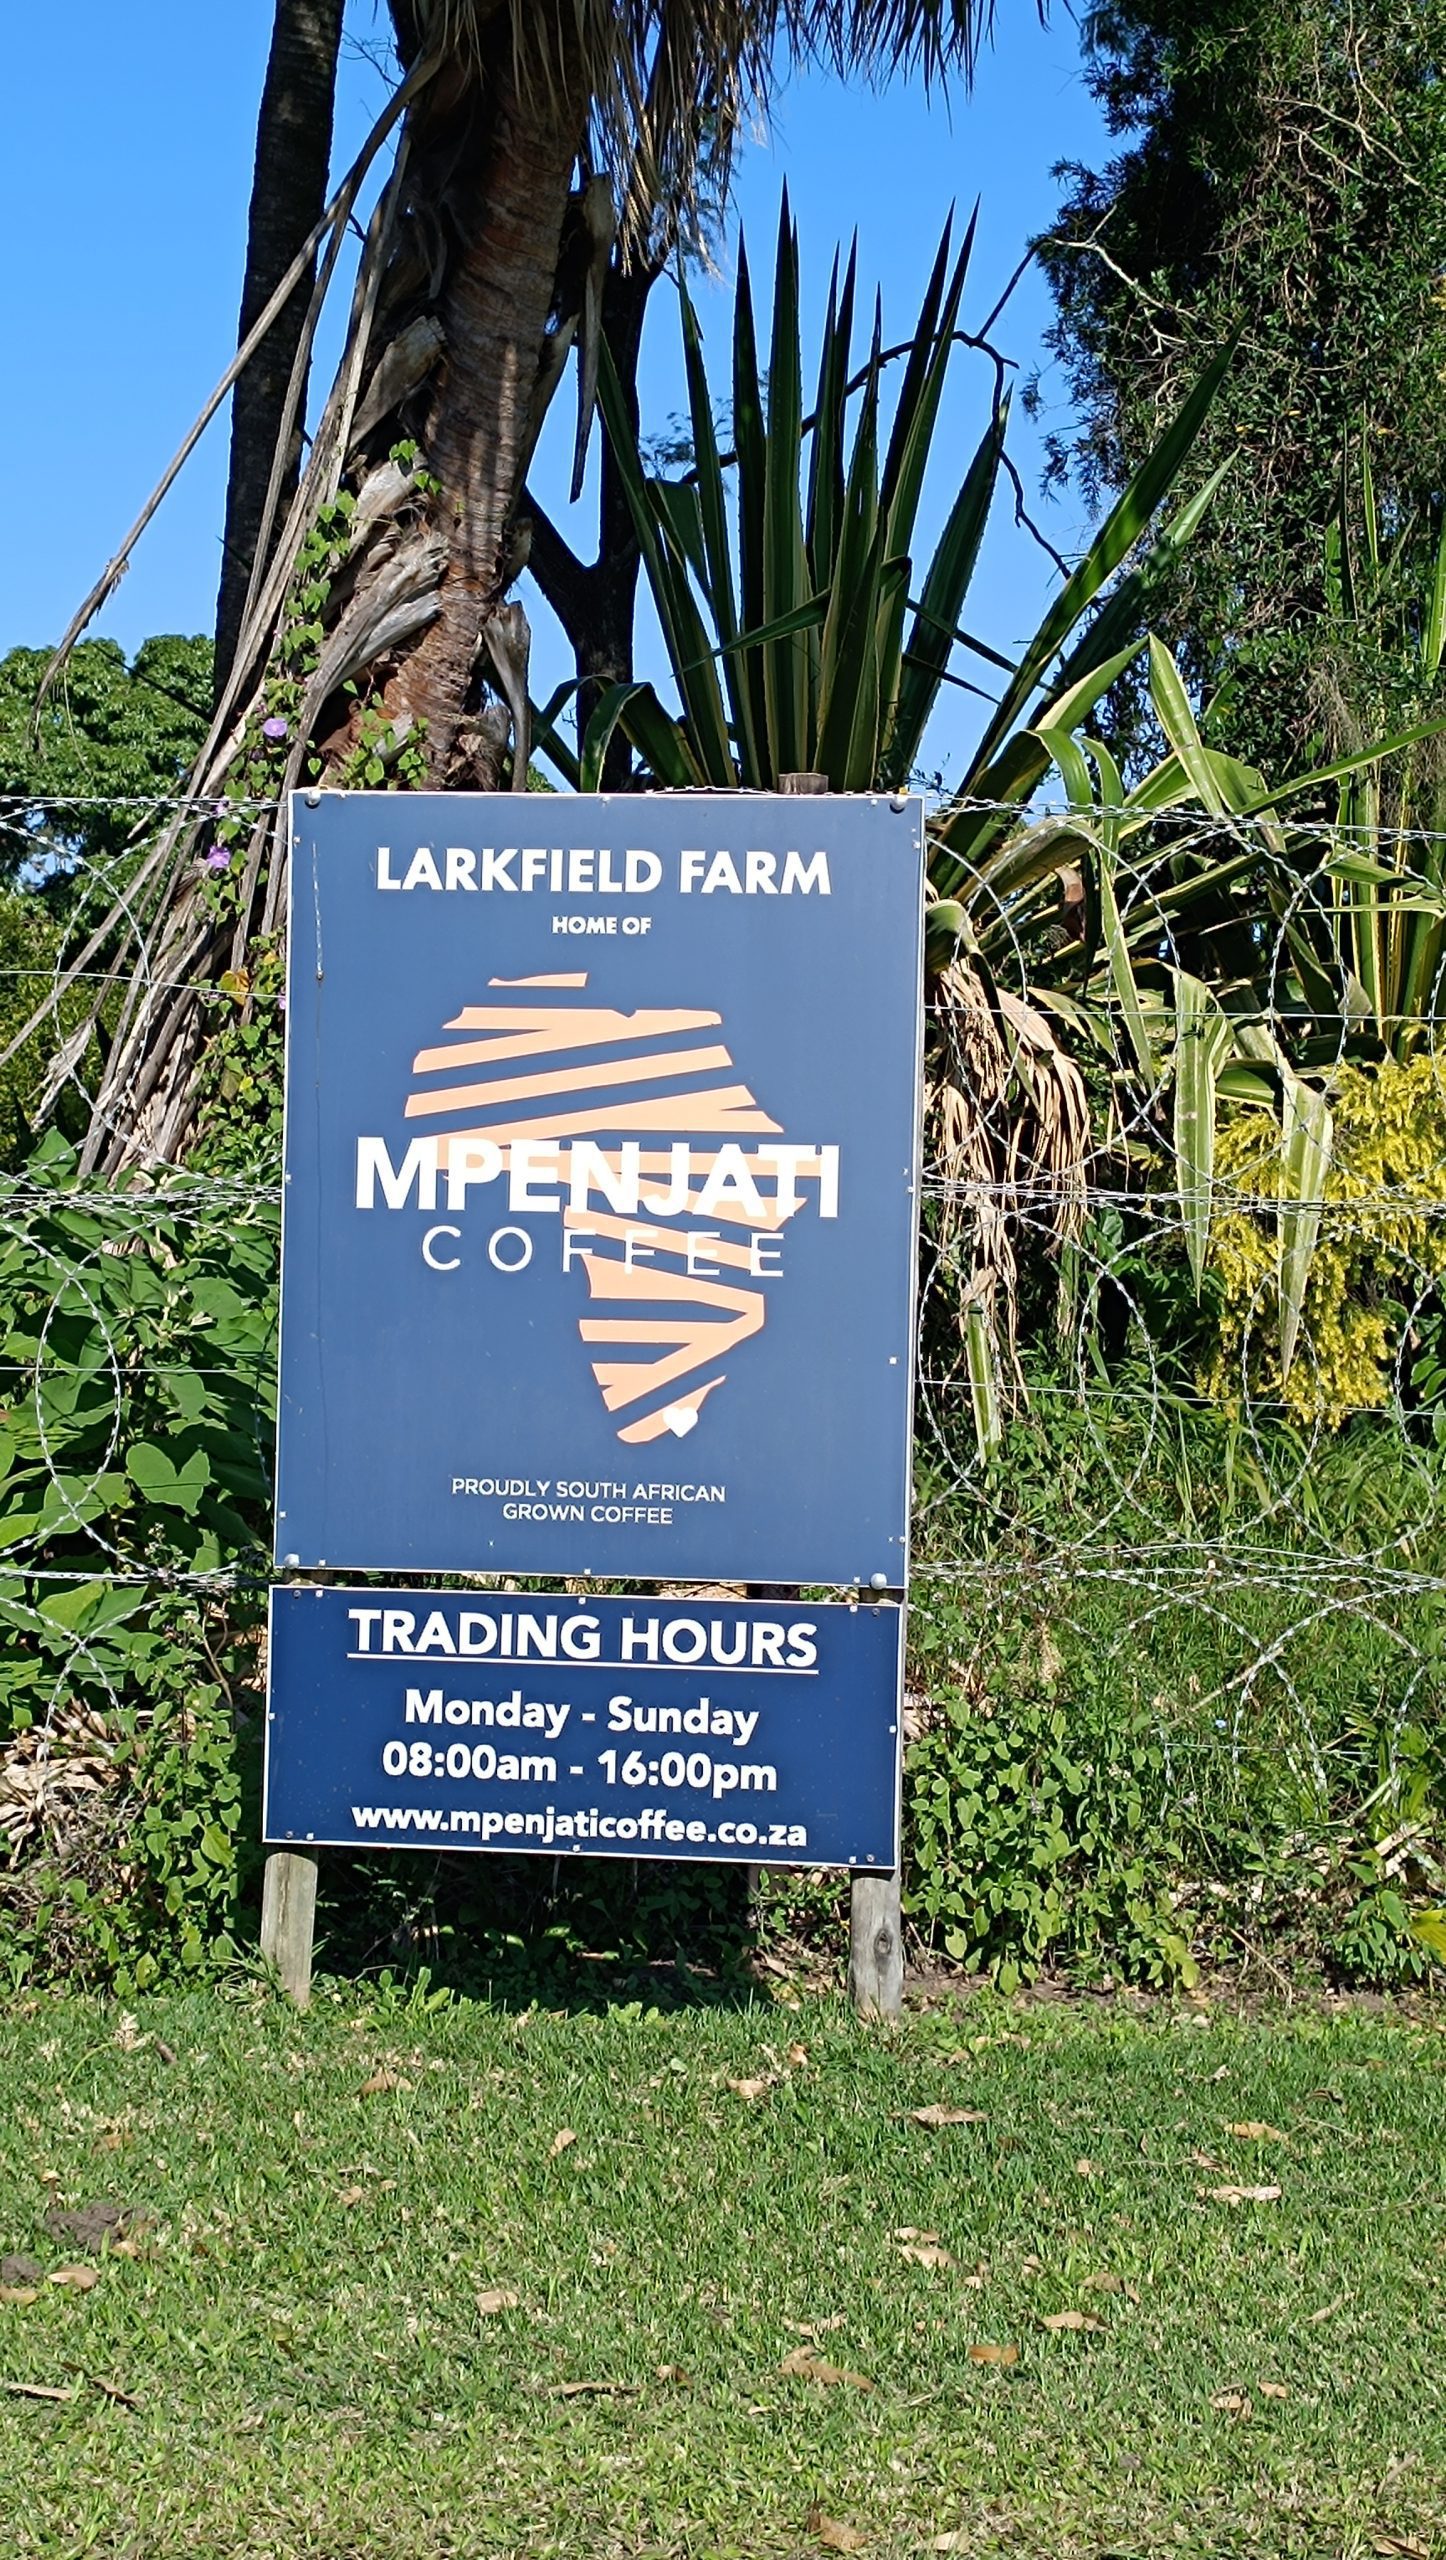 LARKFIELD FARM
HOME OF
MPENJATI
COFFEE
PROUDLY SOUTH AFRICAN
GROWN COFFEE
TRADING HOURS
Monday - Sunday
08:00am - 16:00pm
www.mpenjaticoffee.co.za